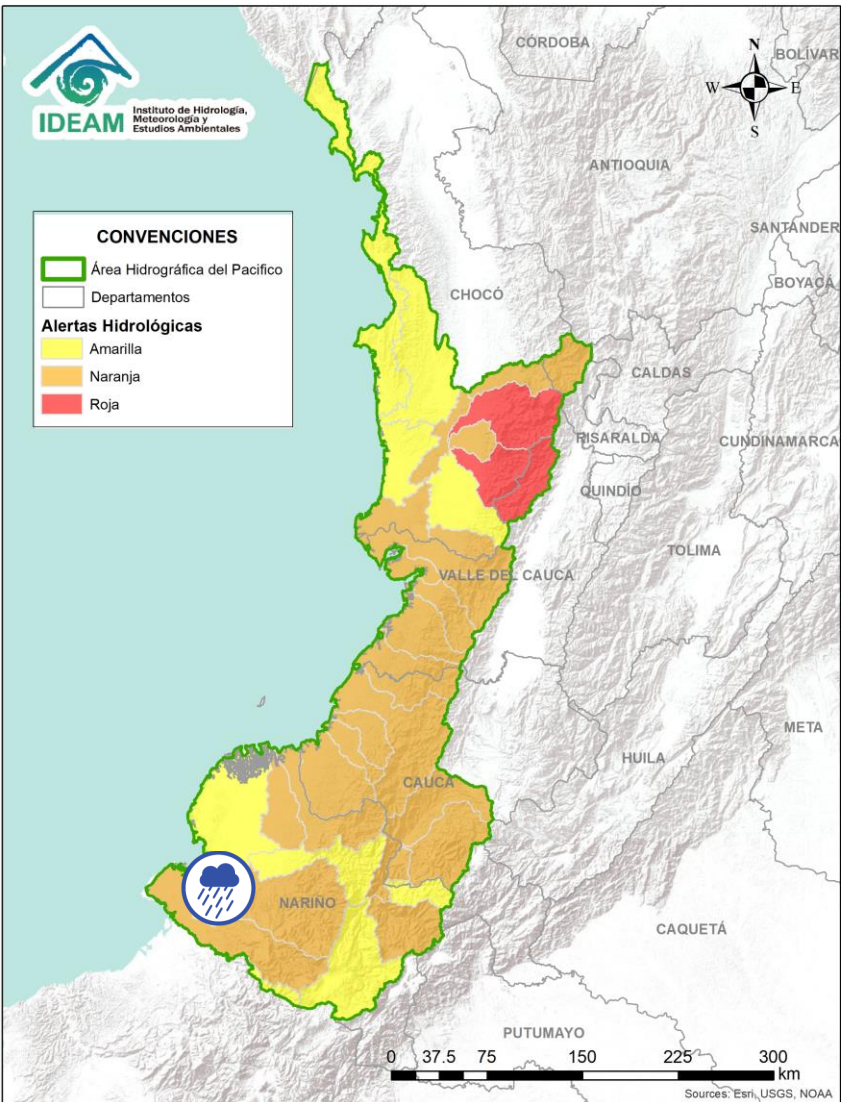 IDEAM
Instituto de Hidrología,
Meteorología y
Estudios Ambientales
CÓRDOBA
BOLÍVAR
N
W
E
S
ANTIOQUIA
SANTANDER
BOYACÁ
CONVENCIONES
Área Hidrográfica del Pacifico
Departamentos
Alertas Hidrológicas
Amarilla
Naranja
Roja
CHOCÓ
CALDAS
RISARALDA
CUNDINAMARCA
QUINDÍO
TOLIMA
VALLE DEL CAUCA
META
HUILA
CAUCA
NARIÑO
CAQUETÁ
PUTUMAYO
0 37.5 75 150 225 300
km
Sources: Esri, USGS, NOAA